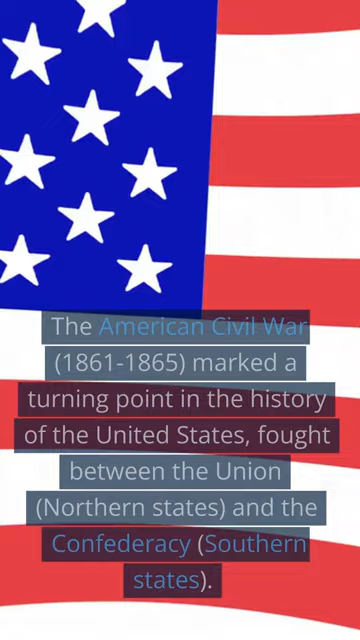 The American Civil War
(1861-1865) marked a
turning point in the history
of the United States, fought
between the Union
(Northern states) and the
Confederacy (Southern
states).